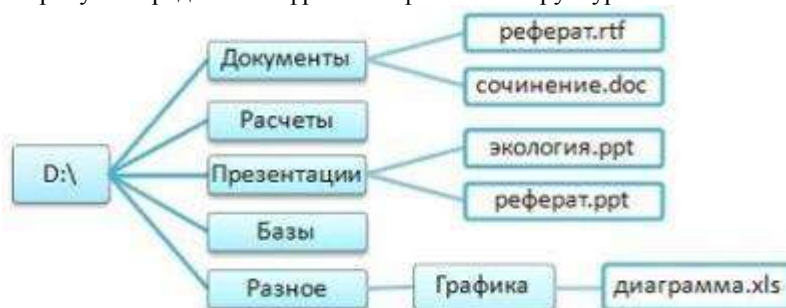 реферат.rtf
Документы
сочинение.doc
Расчеты
экология.ppt
D:\
Презентации
реферат.ppt
Базы
Разное
Графика
диаграмма.xls